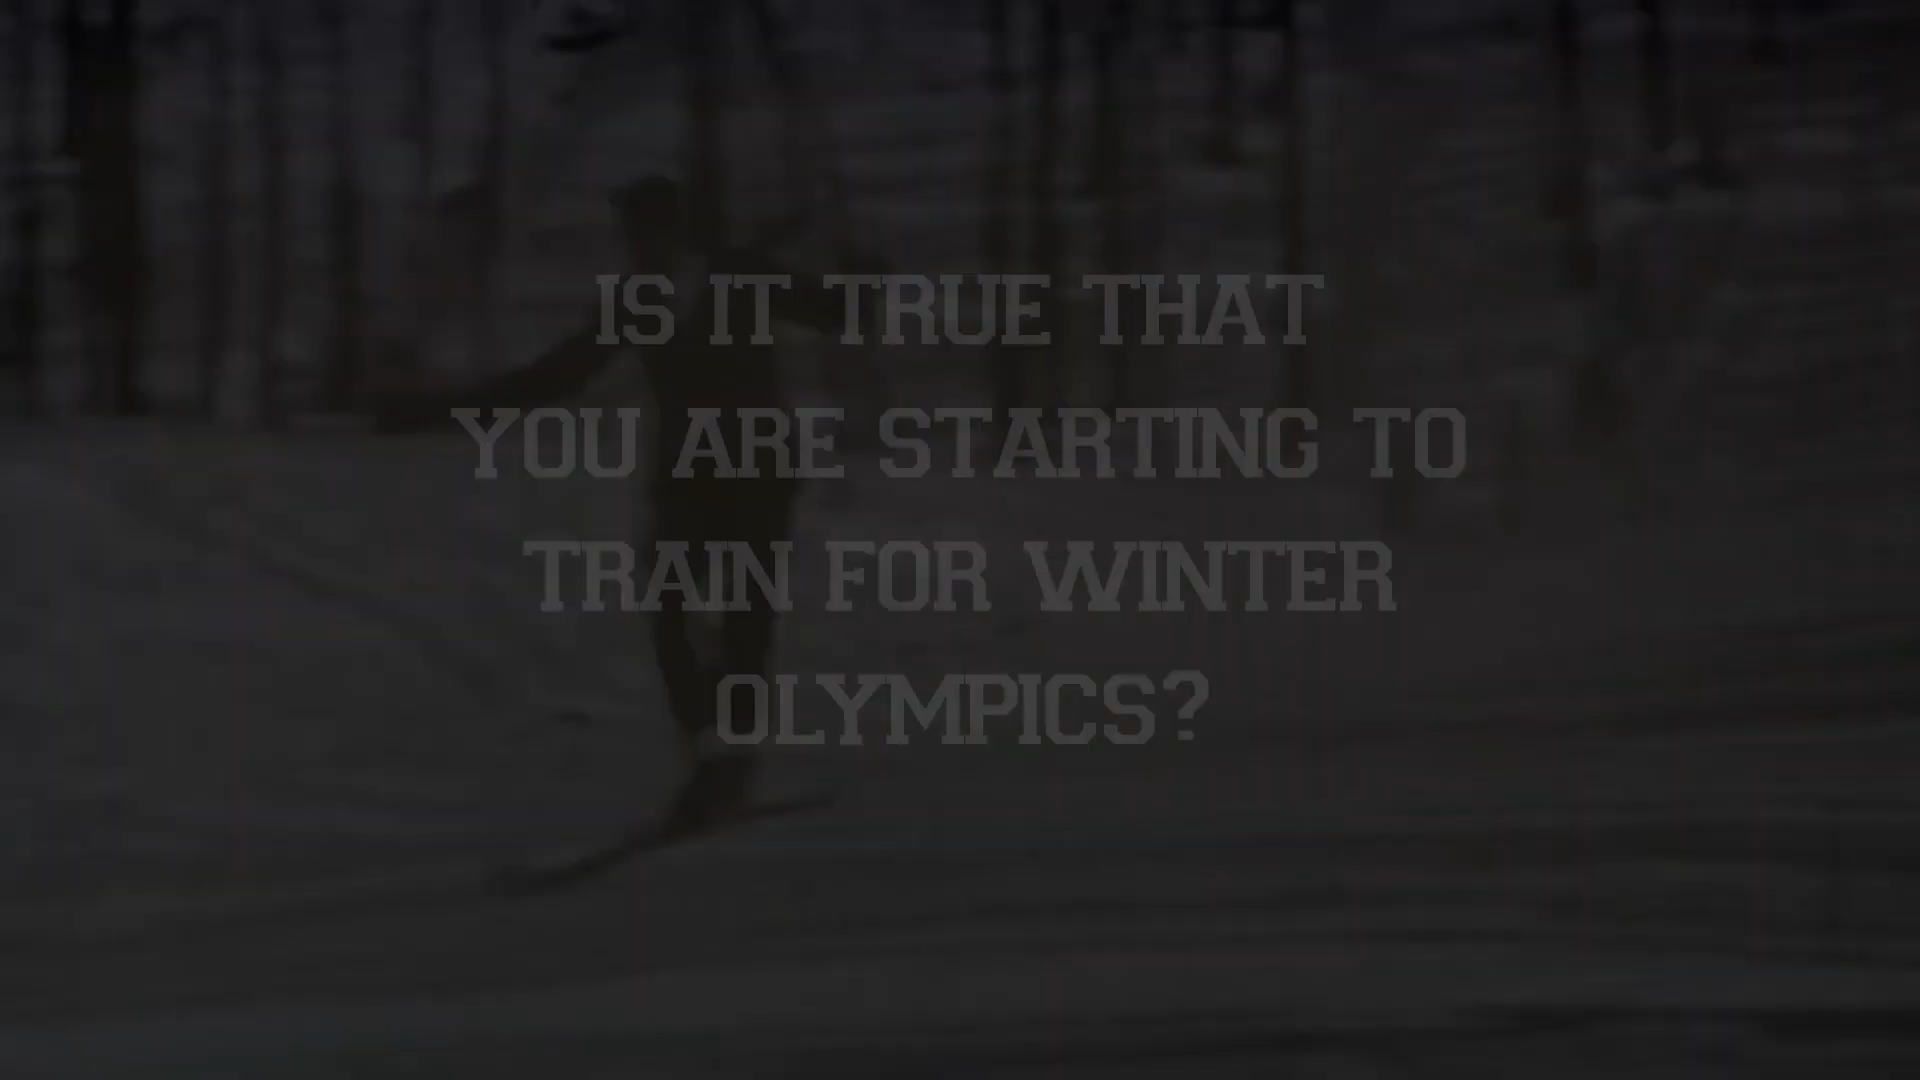 IS IT TRUE THAT
YOU ARE STARTING TO
TRAIN FOR WINTER
OLYMPICS?